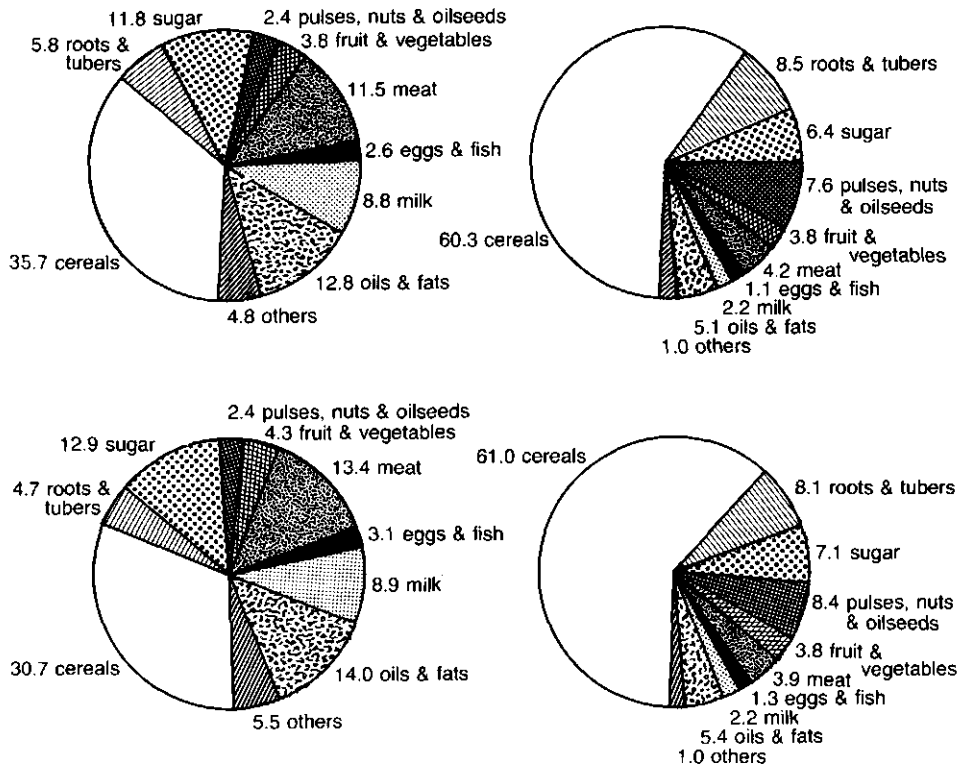 11.8 sugar
2.4 pulses, nuts & oilseeds
3.8 fruit & vegetables
5.8 roots &
tubers
11.5 meat
2.6 eggs & fish
8.8 milk
35.7 cereals
12.8 oils & fats
4.8 others
8.5 roots & tubers
6.4 sugar
7.6 pulses, nuts
& oilseeds
60.3 cereals
3.8 fruit &
vegetables
4.2 meat
1.1 eggs & fish
2.2 milk
5.1 oils & fats
1.0 others
2.4 pulses, nuts & oilseeds
12.9 sugar
4.3 fruit & vegetables
13.4 meat
4.7 roots &
tubers
3.1 eggs & fish
8.9 milk
30.7 cereals
14.0 oils & fats
5.5 others
61.0 cereals
8.1 roots & tubers
7.1 sugar
8.4 pulses, nuts
& oilseeds
3.8 fruit &
vegetables
3.9 meat
1.3 eggs & fish
2.2 milk
5.4 oils & fats
1.0 others